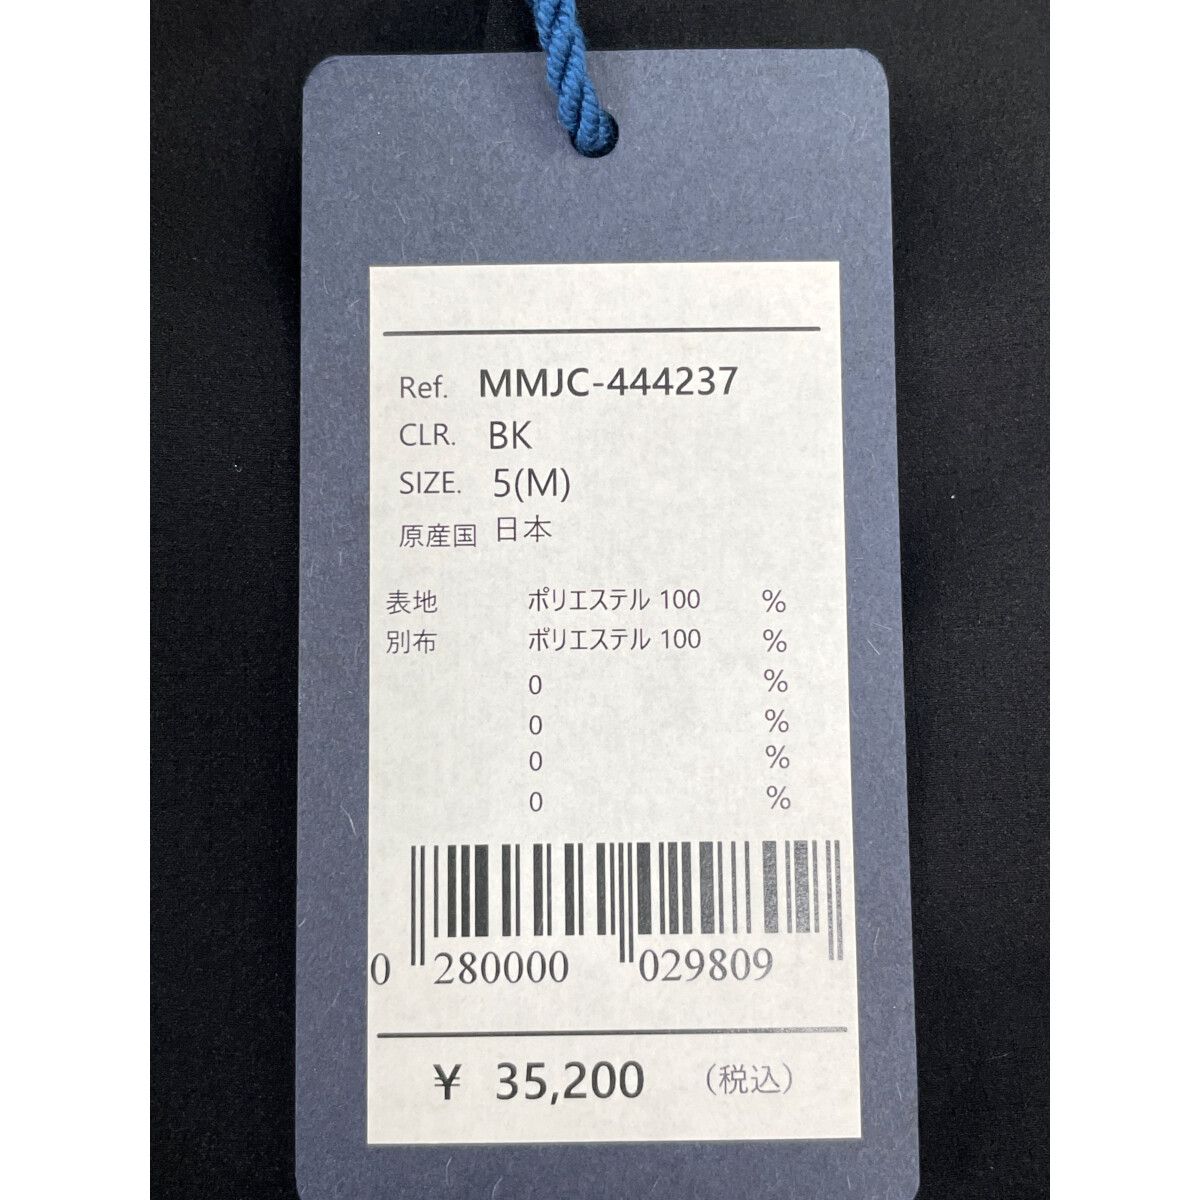 Ref. MMJC-444237
CLR. BK
SIZE. 5(M)
原産国 日本
表地 ポリエステル 100 %
別布 ポリエステル 100 %
0 %
0 %
0 %
0 %
0 280000 029809
¥ 35,200 (税込)